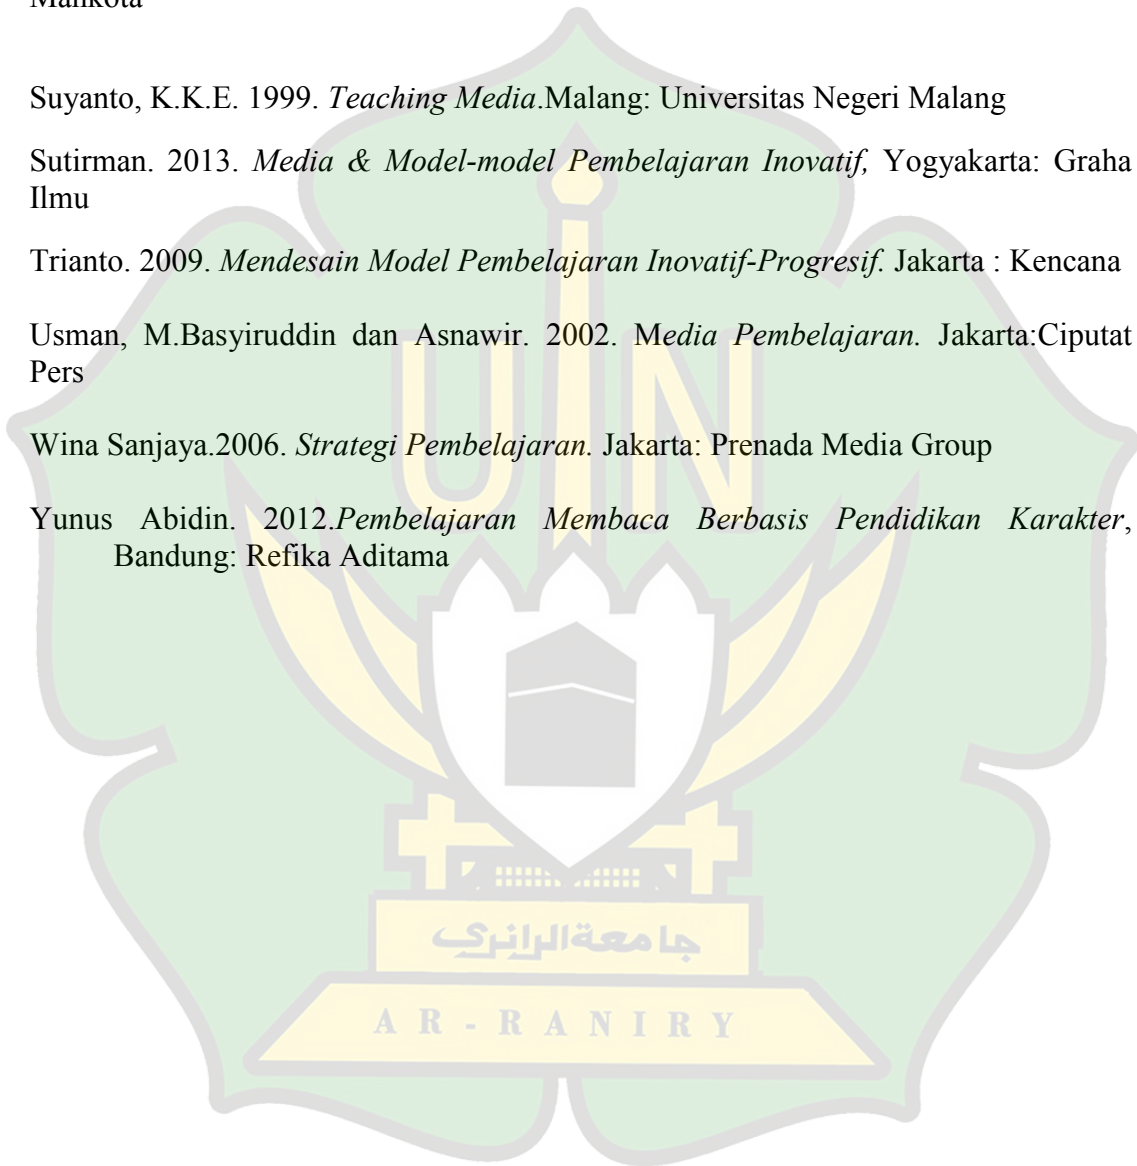 Suyanto, K.K.E. 1999. Teaching Media.Malang: Universitas Negeri Malang
Sutirman. 2013. Media & Model-model Pembelajaran Inovatif, Yogyakarta: Graha
Ilmu
Trianto. 2009. Mendesain Model Pembelajaran Inovatif-Progresif. Jakarta : Kencana
Usman, M.Basyiruddin dan Asnawir. 2002. Media Pembelajaran. Jakarta:Ciputat
Pers
Wina Sanjaya.2006. Strategi Pembelajaran. Jakarta: Prenada Media Group
Yunus Abidin. 2012.Pembelajaran Membaca Berbasis Pendidikan Karakter,
Bandung: Refika Aditama
UIN
جامعة الرانري
AR-RANIRY